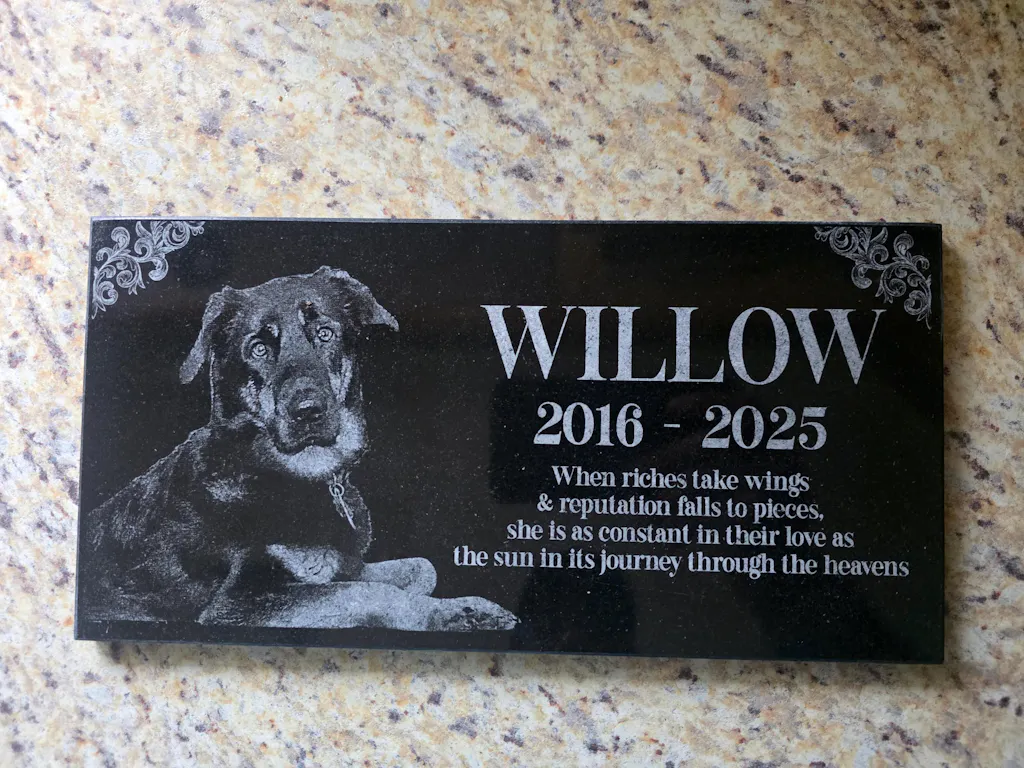 WILLOW
2016 - 2025
When riches take wings
& reputation falls to pieces,
she is as constant in their love as
the sun in its journey through the heavens